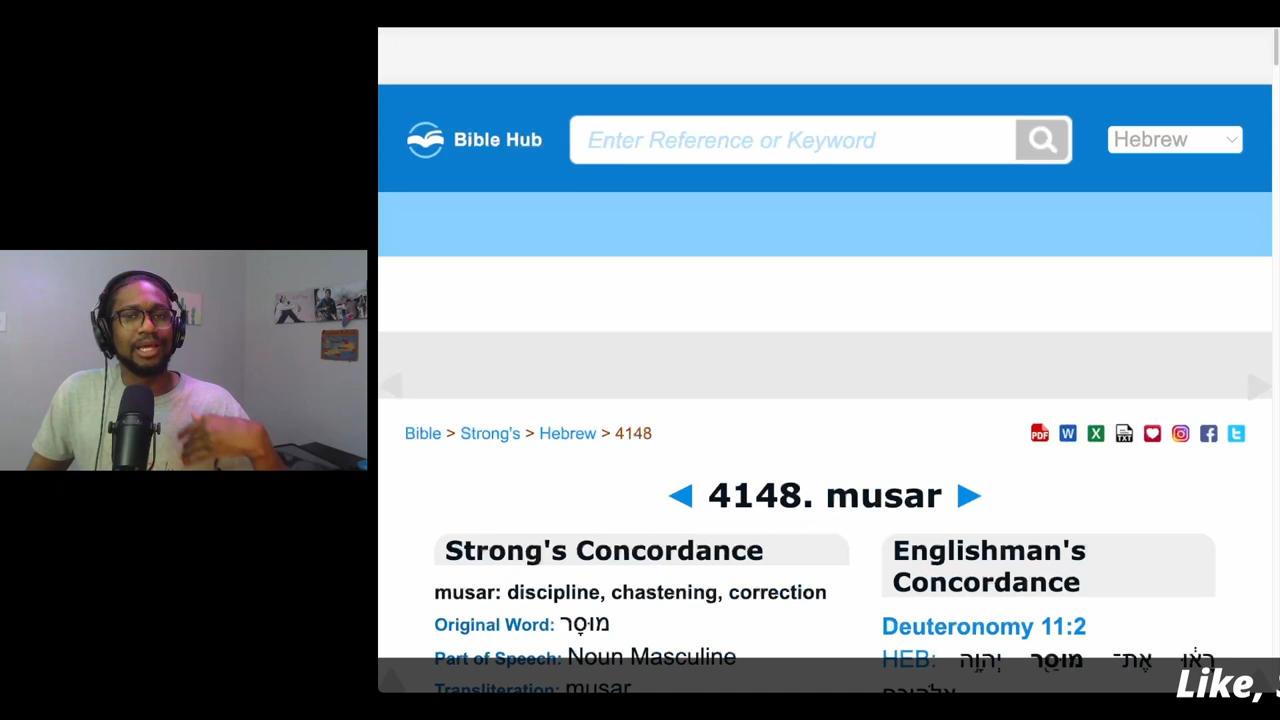 Bible Hub
Enter Reference or Keyword
Hebrew
Bible > Strong's > Hebrew > 4148
PDF W X TXT
4148. musar
Strong's Concordance
musar: discipline, chastening, correction
Original Word: מוּסָר
Part of Speech: Noun Masculine
Transliteration: musar
Englishman's
Concordance
Deuteronomy 11:2
HEB: יְהוָ֣ה מוּסַ֖ר אֶת־
Like,